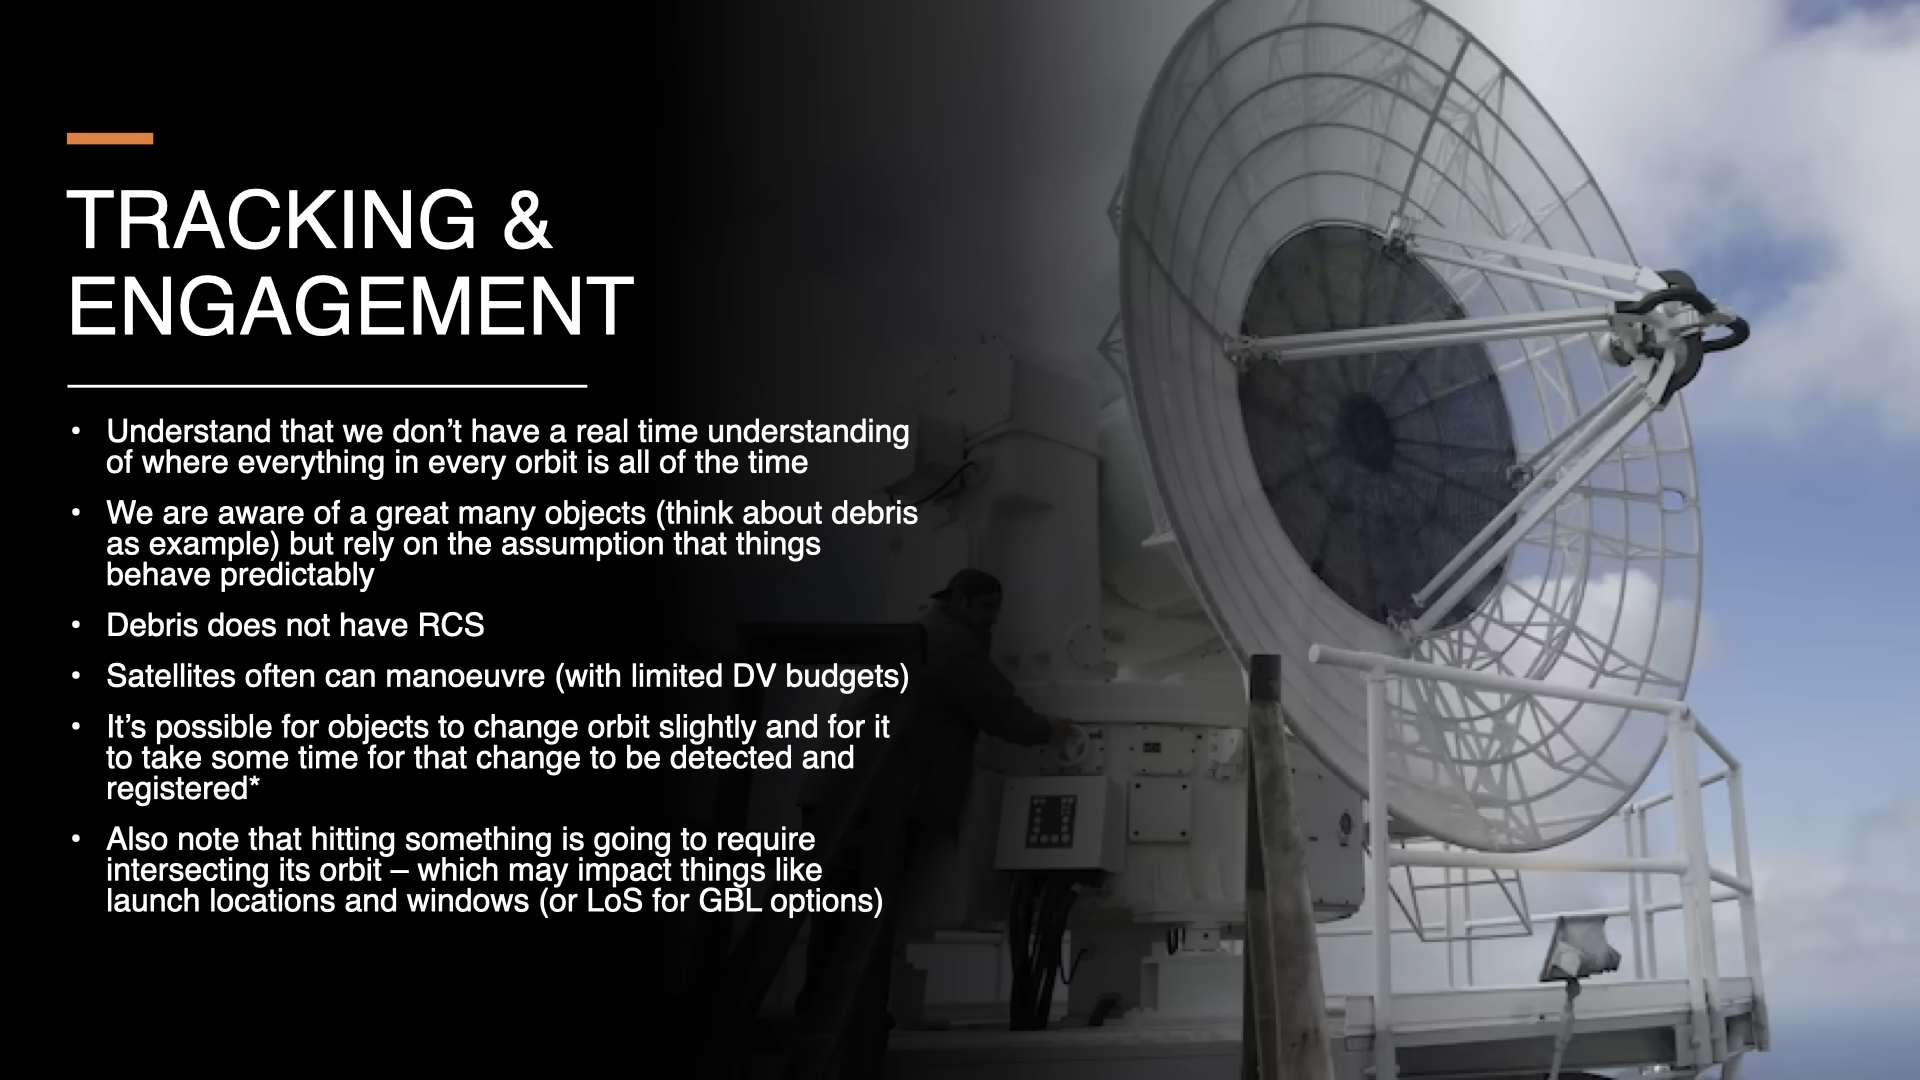 TRACKING &
ENGAGEMENT
• Understand that we don’t have a real time understanding
of where everything in every orbit is all of the time
• We are aware of a great many objects (think about debris
as example) but rely on the assumption that things
behave predictably
• Debris does not have RCS
• Satellites often can manoeuvre (with limited DV budgets)
• It’s possible for objects to change orbit slightly and for it
to take some time for that change to be detected and
registered*
• Also note that hitting something is going to require
intersecting its orbit – which may impact things like
launch locations and windows (or LoS for GBL options)